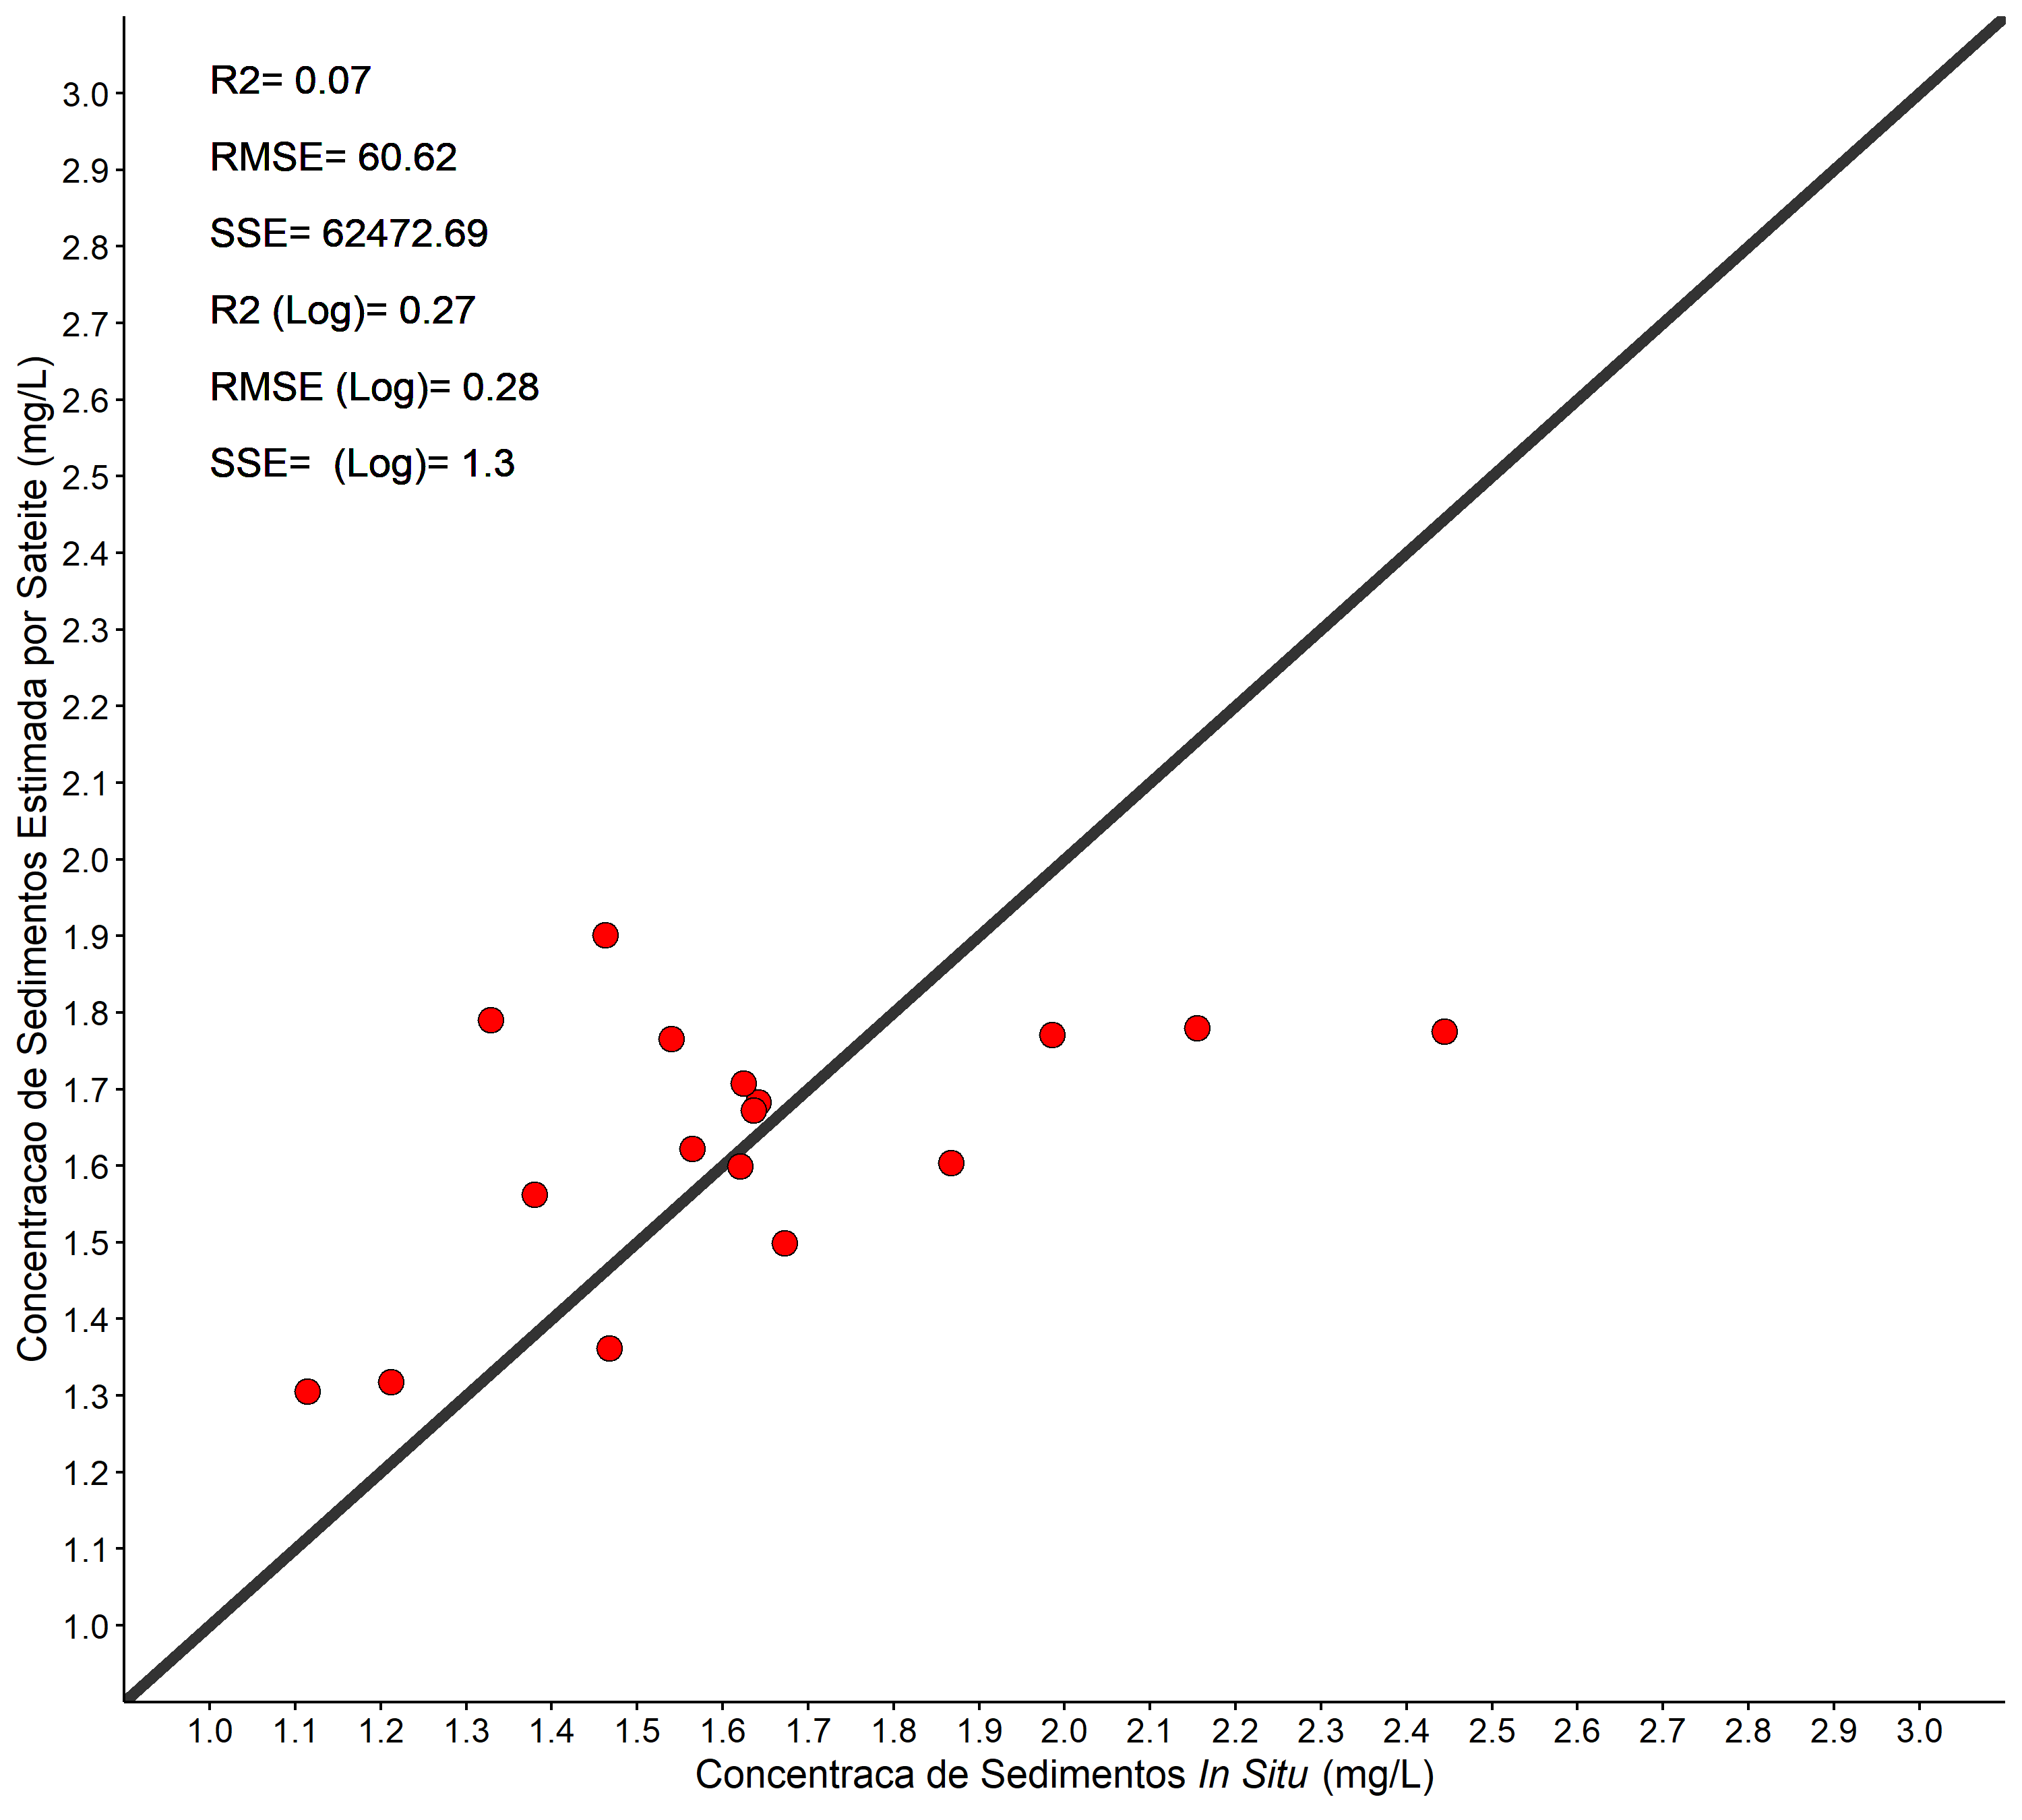 R2= 0.07
RMSE= 60.62
SSE= 62472.69
R2 (Log)= 0.27
RMSE (Log)= 0.28
SSE=  (Log)= 1.3
Concentracao de Sedimentos Estimada por Sateite (mg/L)
3.0
2.9
2.8
2.7
2.6
2.5
2.4
2.3
2.2
2.1
2.0
1.9
1.8
1.7
1.6
1.5
1.4
1.3
1.2
1.1
1.0
1.0 1.1 1.2 1.3 1.4 1.5 1.6 1.7 1.8 1.9 2.0 2.1 2.2 2.3 2.4 2.5 2.6 2.7 2.8 2.9 3.0
Concentraca de Sedimentos In Situ (mg/L)